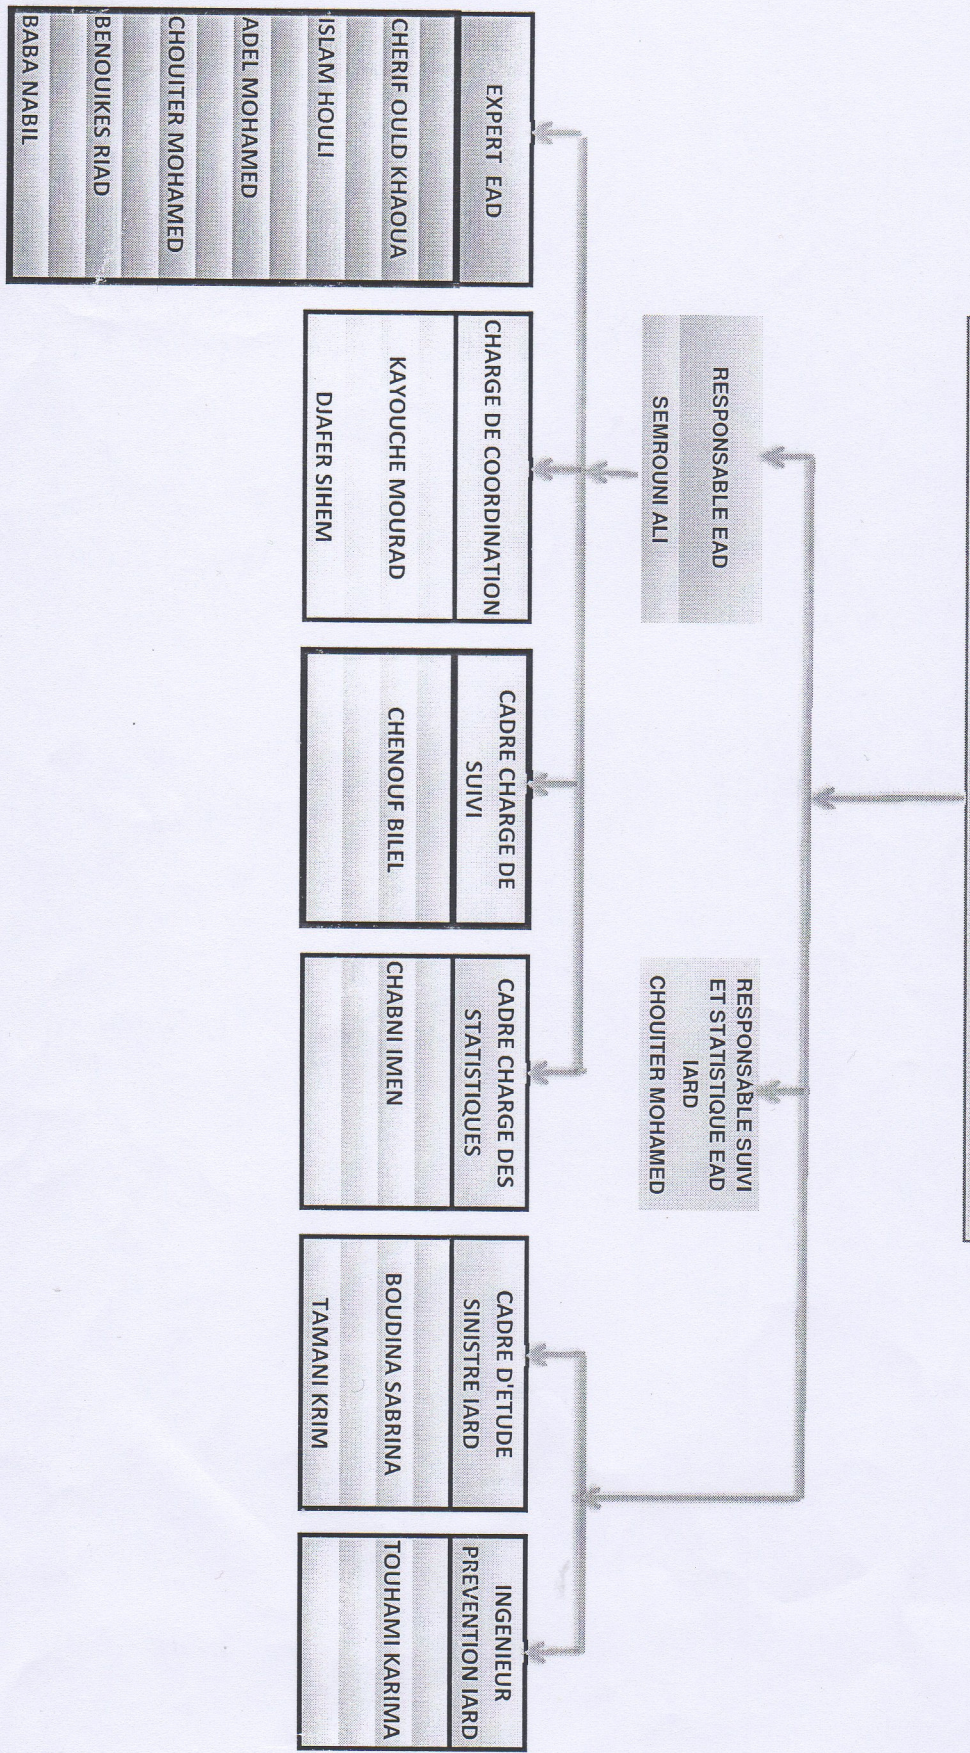 RESPONSABLE EAD
SEMROUNI ALI
RESPONSABLE SUIVI
ET STATISTIQUE EAD
IARD
CHOUITER MOHAMED
EXPERT EAD
CHERIF OULD KHAOUA
ISLAM HOULI
ADEL MOHAMED
CHOUITER MOHAMED
BENOUIKES RIAD
BABA NABIL
CHARGE DE COORDINATION
KAYOUCHE MOURAD
DJAFER SIHEM
CADRE CHARGE DE
SUIVI
CHENOUF BILEL
CADRE CHARGE DES
STATISTIQUES
CHABNI IMEN
CADRE D'ETUDE
SINISTRE IARD
BOUDINA SABRINA
TAMANI KRIM
INGENIEUR
PREVENTION IARD
TOUHAMI KARIMA